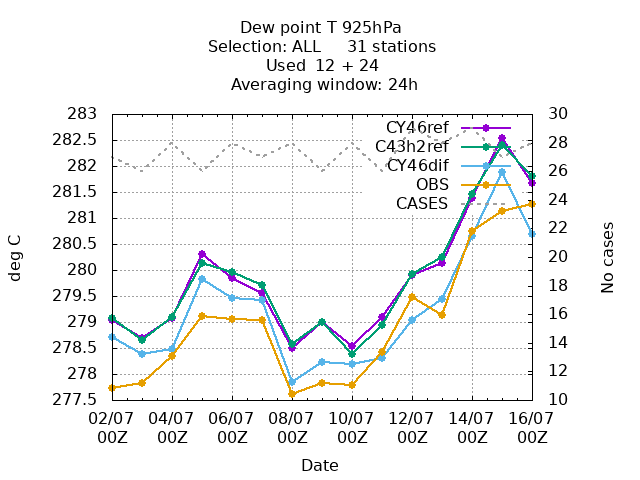 Dew point T 925hPa
Selection: ALL     31 stations
Used 12 + 24
Averaging window: 24h
283
282.5
282
281.5
281
280.5
280
279.5
279
278.5
278
277.5
deg C
30
28
26
24
22
20
18
16
14
12
10
No cases
CY46ref
C43h2ref
CY46dif
OBS
CASES
02/07 04/07 06/07 08/07 10/07 12/07 14/07 16/07
00Z 00Z 00Z 00Z 00Z 00Z 00Z 00Z
Date